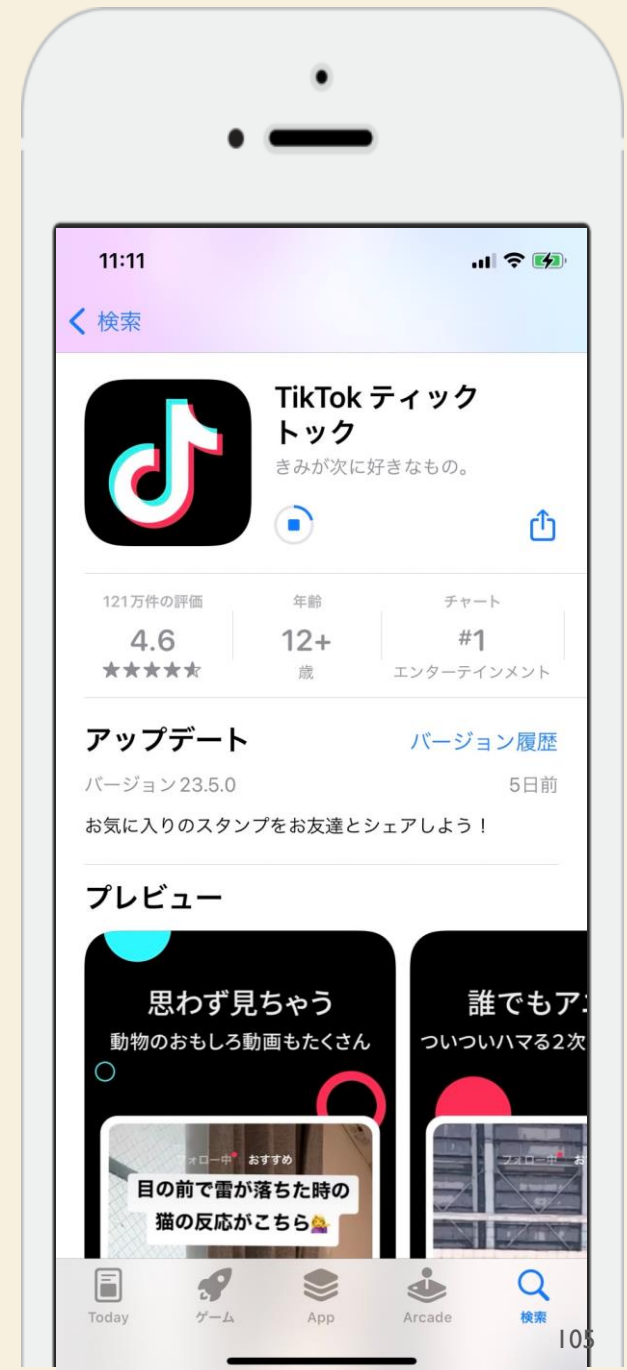 11:11
検索
TikTok ティック
トック
きみが次に好きなもの。
121万件の評価
年齢
チャート
4.6
12+
#1
★★★★⯪
歳
エンターテインメント
アップデート
バージョン履歴
バージョン 23.5.0
5日前
お気に入りのスタンプをお友達とシェアしよう！
プレビュー
思わず見ちゃう
動物のおもしろ動画もたくさん
フォロー中 おすすめ
目の前で雷が落ちた時の
猫の反応がこちら🤷‍♀️
誰でもア
ついついハマる2次
フォロー中 お
Today
ゲーム
App
Arcade
検索
105